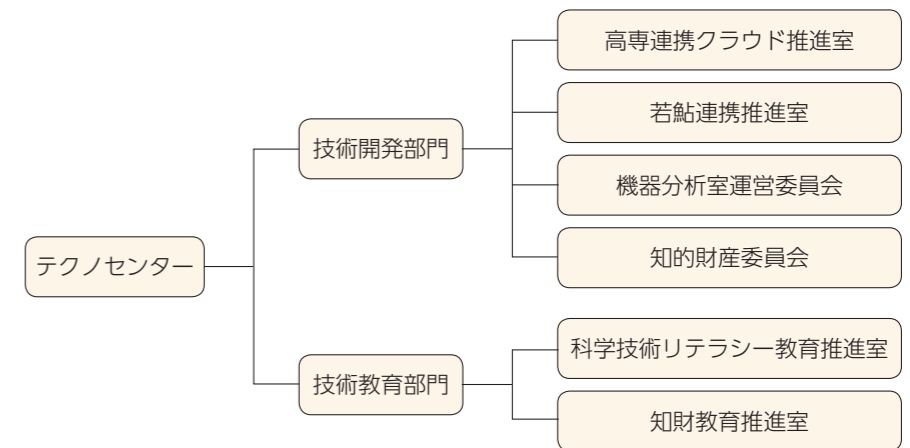 テクノセンター
技術開発部門
高専連携クラウド推進室
若鮎連携推進室
機器分析室運営委員会
知的財産委員会
技術教育部門
科学技術リテラシー教育推進室
知財教育推進室